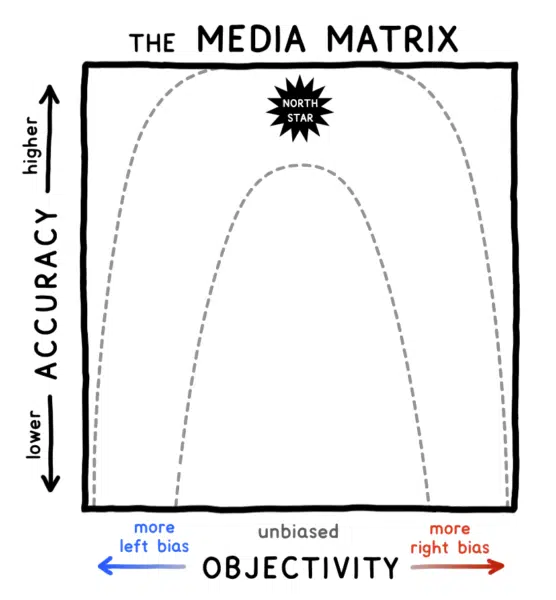 THE MEDIA MATRIX
NORTH
STAR
higher
ACCURACY
lower
more
left bias
unbiased
more
right bias
OBJECTIVITY